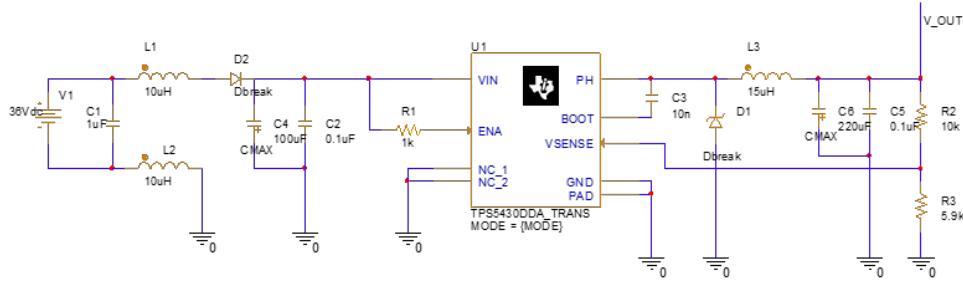 V_OUT
L1
U1
L3
D2
V1
VIN
PH
36Vdc
10uH
Dbreak
15uH
C1
1uF
R1
C3
10n
D1
C4
100uF
C2
0.1uF
C6
220uF
C5
0.1uF
R2
10k
CMAX
1k
ENA
BOOT
CMAX
VSENSE
L2
Dbreak
10uH
NC_1
NC_2
GND
PAD
R3
5.9k
TPS5430DDA_TRANS
MODE = {MODE}
0
0
0
0
0
0
0